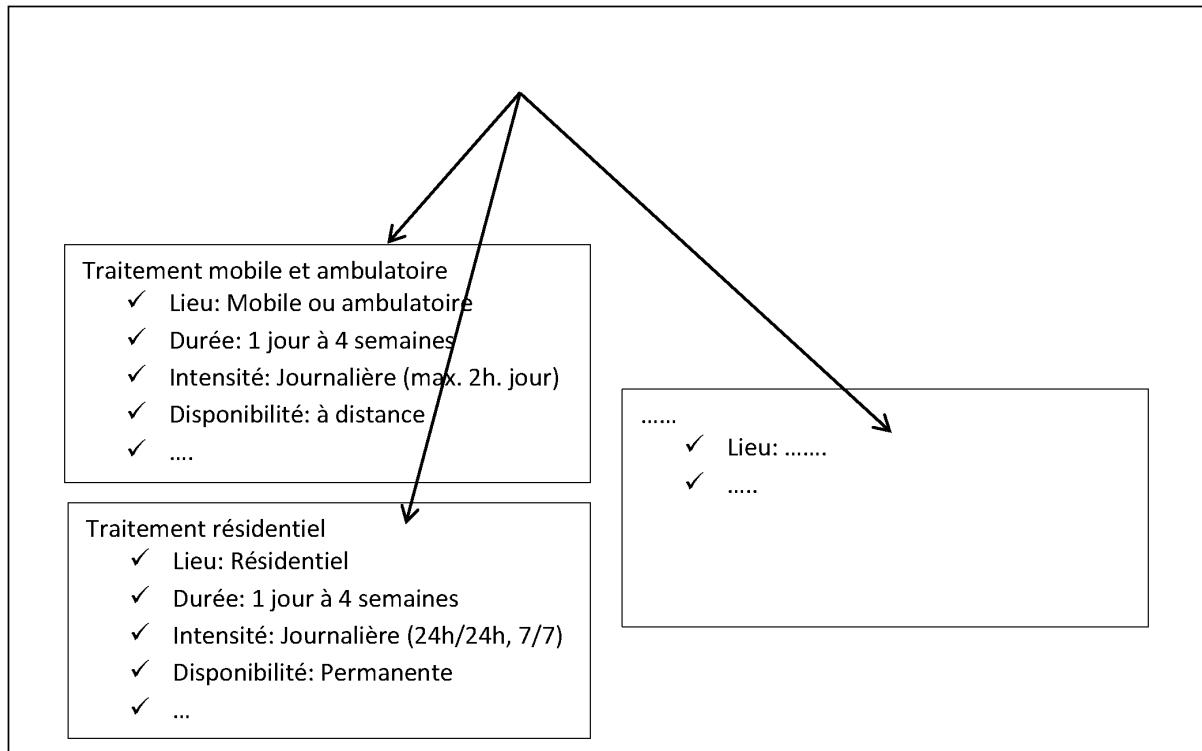 Traitement mobile et ambulatoire
✓ Lieu: Mobile ou ambulatoire
✓ Durée: 1 jour à 4 semaines
✓ Intensité: Journalière (max. 2h. jour)
✓ Disponibilité: à distance
✓ ….
Traitement résidentiel
✓ Lieu: Résidentiel
✓ Durée: 1 jour à 4 semaines
✓ Intensité: Journalière (24h/24h, 7/7)
✓ Disponibilité: Permanente
✓ …
……
✓ Lieu: …….
✓ …..